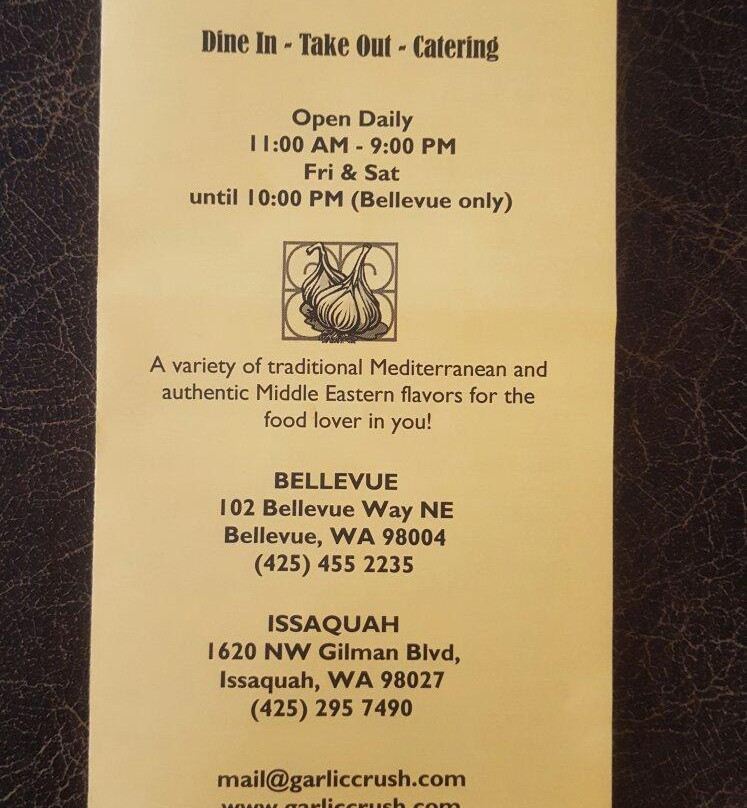 Dine In - Take Out - Catering
Open Daily
11:00 AM - 9:00 PM
Fri & Sat
until 10:00 PM (Bellevue only)
A variety of traditional Mediterranean and
authentic Middle Eastern flavors for the
food lover in you!
BELLEVUE
102 Bellevue Way NE
Bellevue, WA 98004
(425) 455 2235
ISSAQUAH
1620 NW Gilman Blvd,
Issaquah, WA 98027
(425) 295 7490
mail@garliccrush.com
www.garliccrush.com